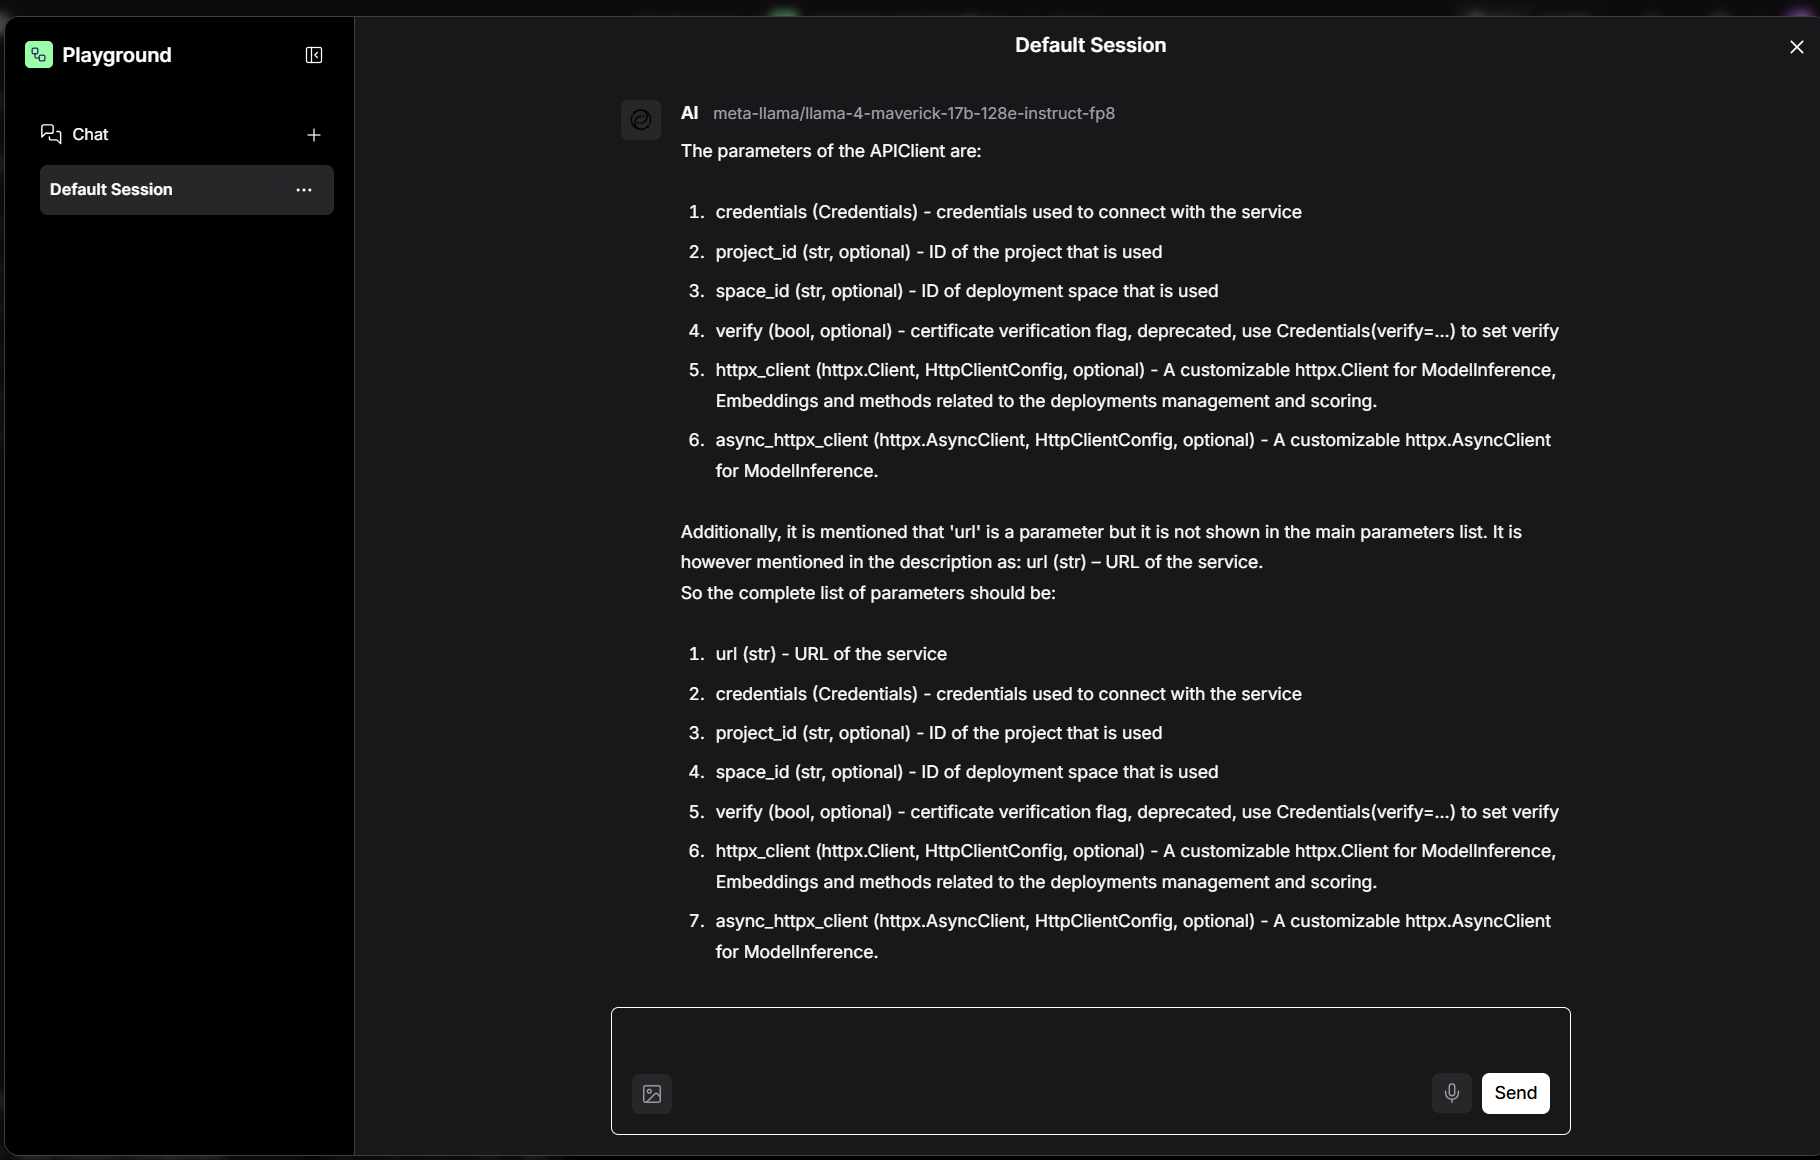 Playground
Default Session
Chat
Default Session
AI meta-llama/llama-4-maverick-17b-128e-instruct-fp8
The parameters of the APIClient are:
1. credentials (Credentials) - credentials used to connect with the service
2. project_id (str, optional) - ID of the project that is used
3. space_id (str, optional) - ID of deployment space that is used
4. verify (bool, optional) - certificate verification flag, deprecated, use Credentials(verify=...) to set verify
5. httpx_client (httpx.Client, HttpClientConfig, optional) - A customizable httpx.Client for ModelInference,
Embeddings and methods related to the deployments management and scoring.
6. async_httpx_client (httpx.AsyncClient, HttpClientConfig, optional) - A customizable httpx.AsyncClient
for ModelInference.
Additionally, it is mentioned that 'url' is a parameter but it is not shown in the main parameters list. It is
however mentioned in the description as: url (str) – URL of the service.
So the complete list of parameters should be:
1. url (str) - URL of the service
2. credentials (Credentials) - credentials used to connect with the service
3. project_id (str, optional) - ID of the project that is used
4. space_id (str, optional) - ID of deployment space that is used
5. verify (bool, optional) - certificate verification flag, deprecated, use Credentials(verify=...) to set verify
6. httpx_client (httpx.Client, HttpClientConfig, optional) - A customizable httpx.Client for ModelInference,
Embeddings and methods related to the deployments management and scoring.
7. async_httpx_client (httpx.AsyncClient, HttpClientConfig, optional) - A customizable httpx.AsyncClient
for ModelInference.
Send